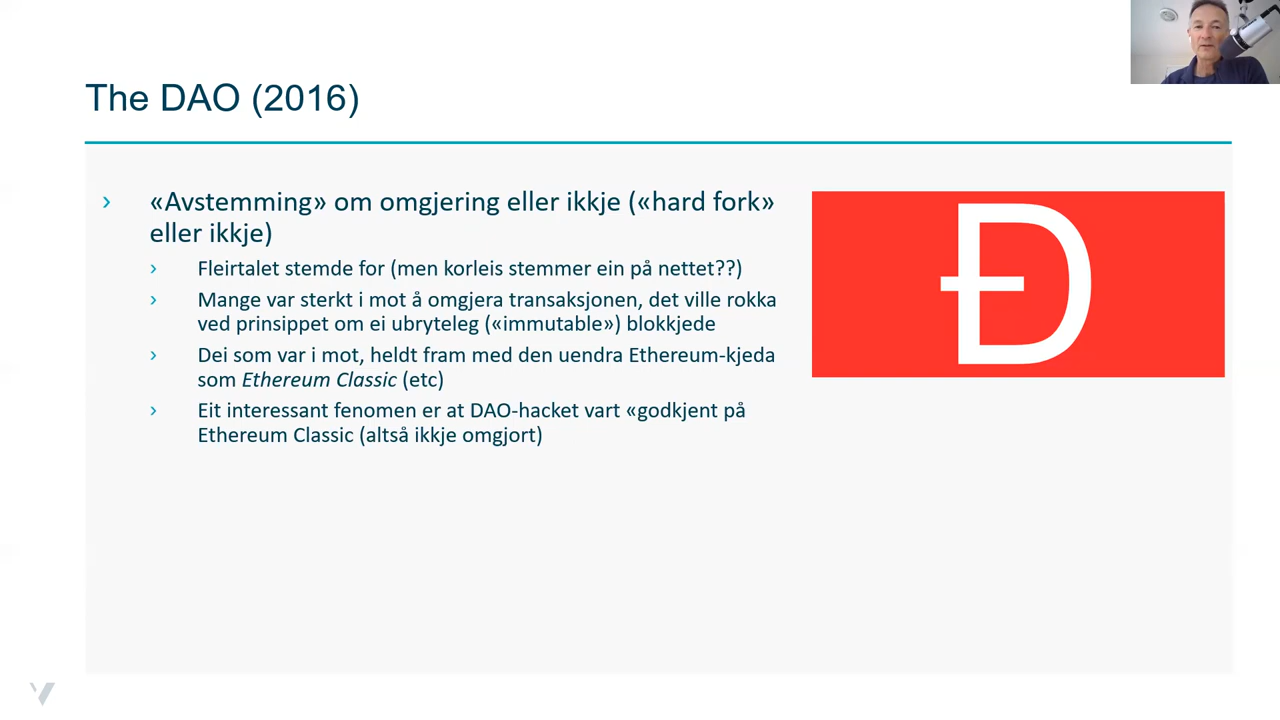 The DAO (2016)
› «Avstemming» om omgjering eller ikkje («hard fork»
eller ikkje)
› Fleirtalet stemde for (men korleis stemmer ein på nettet??)
› Mange var sterkt i mot å omgjera transaksjonen, det ville rokka
ved prinsippet om ei ubryteleg («immutable») blokkjede
› Dei som var i mot, heldt fram med den uendra Ethereum-kjeda
som Ethereum Classic (etc)
› Eit interessant fenomen er at DAO-hacket vart «godkjent på
Ethereum Classic (altså ikkje omgjort)
Đ